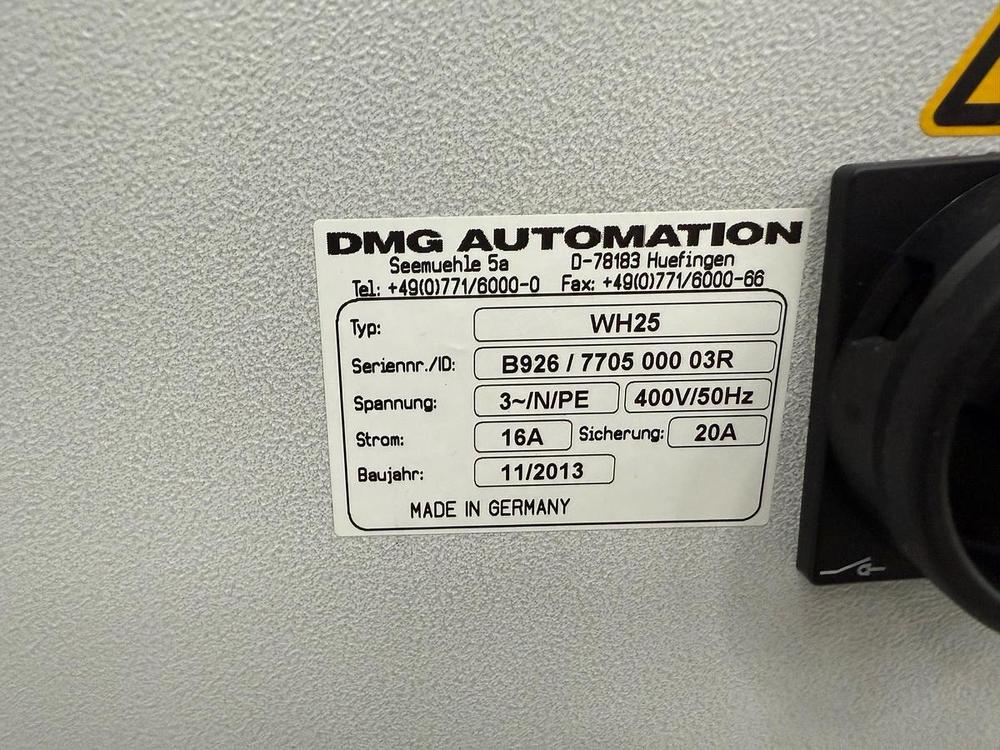 DMG AUTOMATION
Seemuehle 5a D-78183 Huefingen
Tel: +49(0)771/6000-0 Fax: +49(0)771/6000-66
Typ: WH25
Seriennr./ID: B926 / 7705 000 03R
Spannung: 3~/N/PE 400V/50Hz
Strom: 16A Sicherung: 20A
Baujahr: 11/2013
MADE IN GERMANY